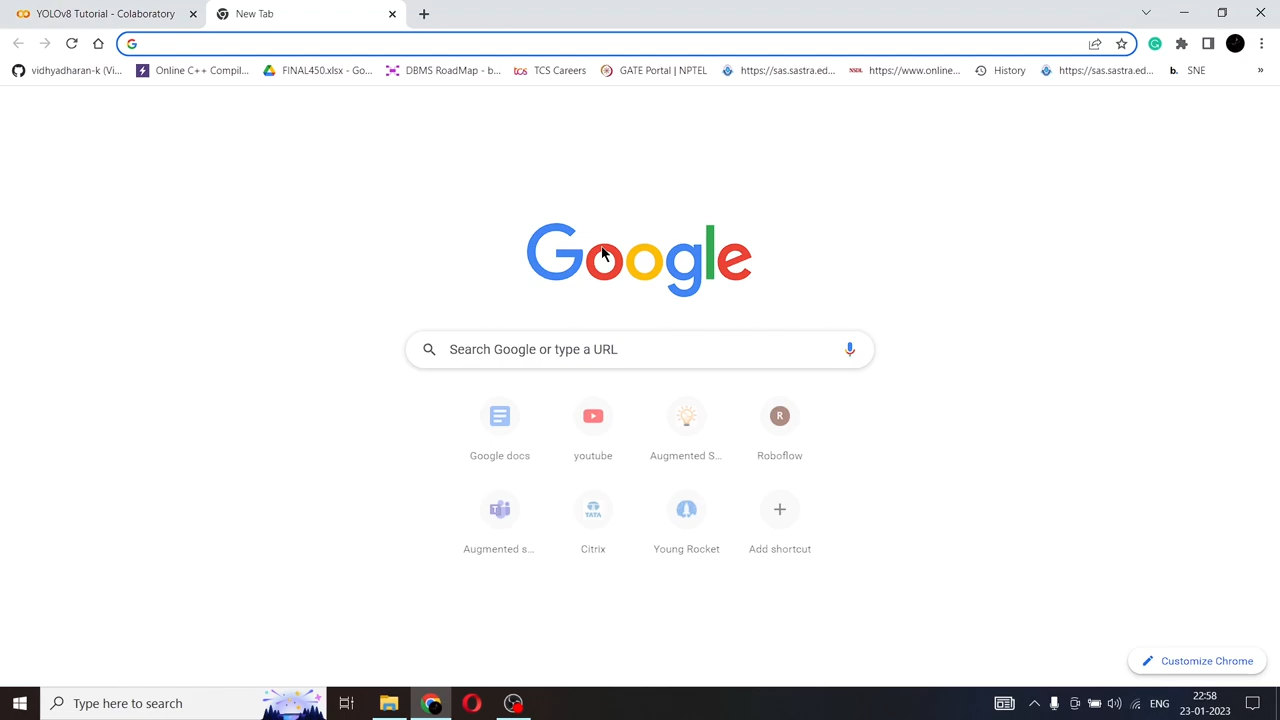 YOLOv8 Tutorial - Colaboratory
New Tab
vidhyadharan-k (Vi...
Online C++ Compil...
FINAL450.xlsx - Go...
DBMS RoadMap - b...
tcs
TCS Careers
GATE Portal | NPTEL
https://sas.sastra.ed...
NSDL
https://www.online...
History
https://sas.sastra.ed...
b.
SNE
»
Google
Search Google or type a URL
R
Google docs
youtube
Augmented S...
Roboflow
TATA
Augmented s...
Citrix
Young Rocket
Add shortcut
Customize Chrome
Type here to search
ENG
22:58
23-01-2023